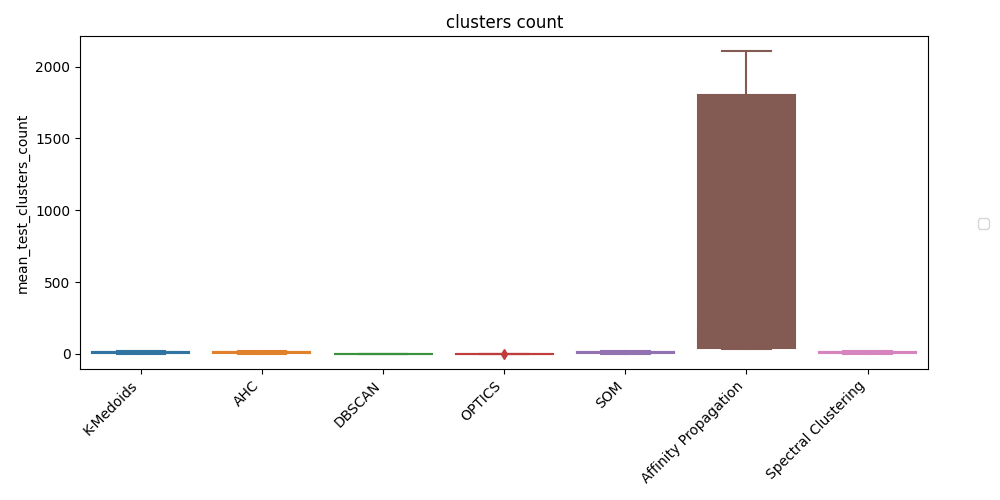 clusters count
mean_test_clusters_count
2000
1500
1000
500
0
K-Medoids
AHC
DBSCAN
OPTICS
SOM
Affinity Propagation
Spectral Clustering